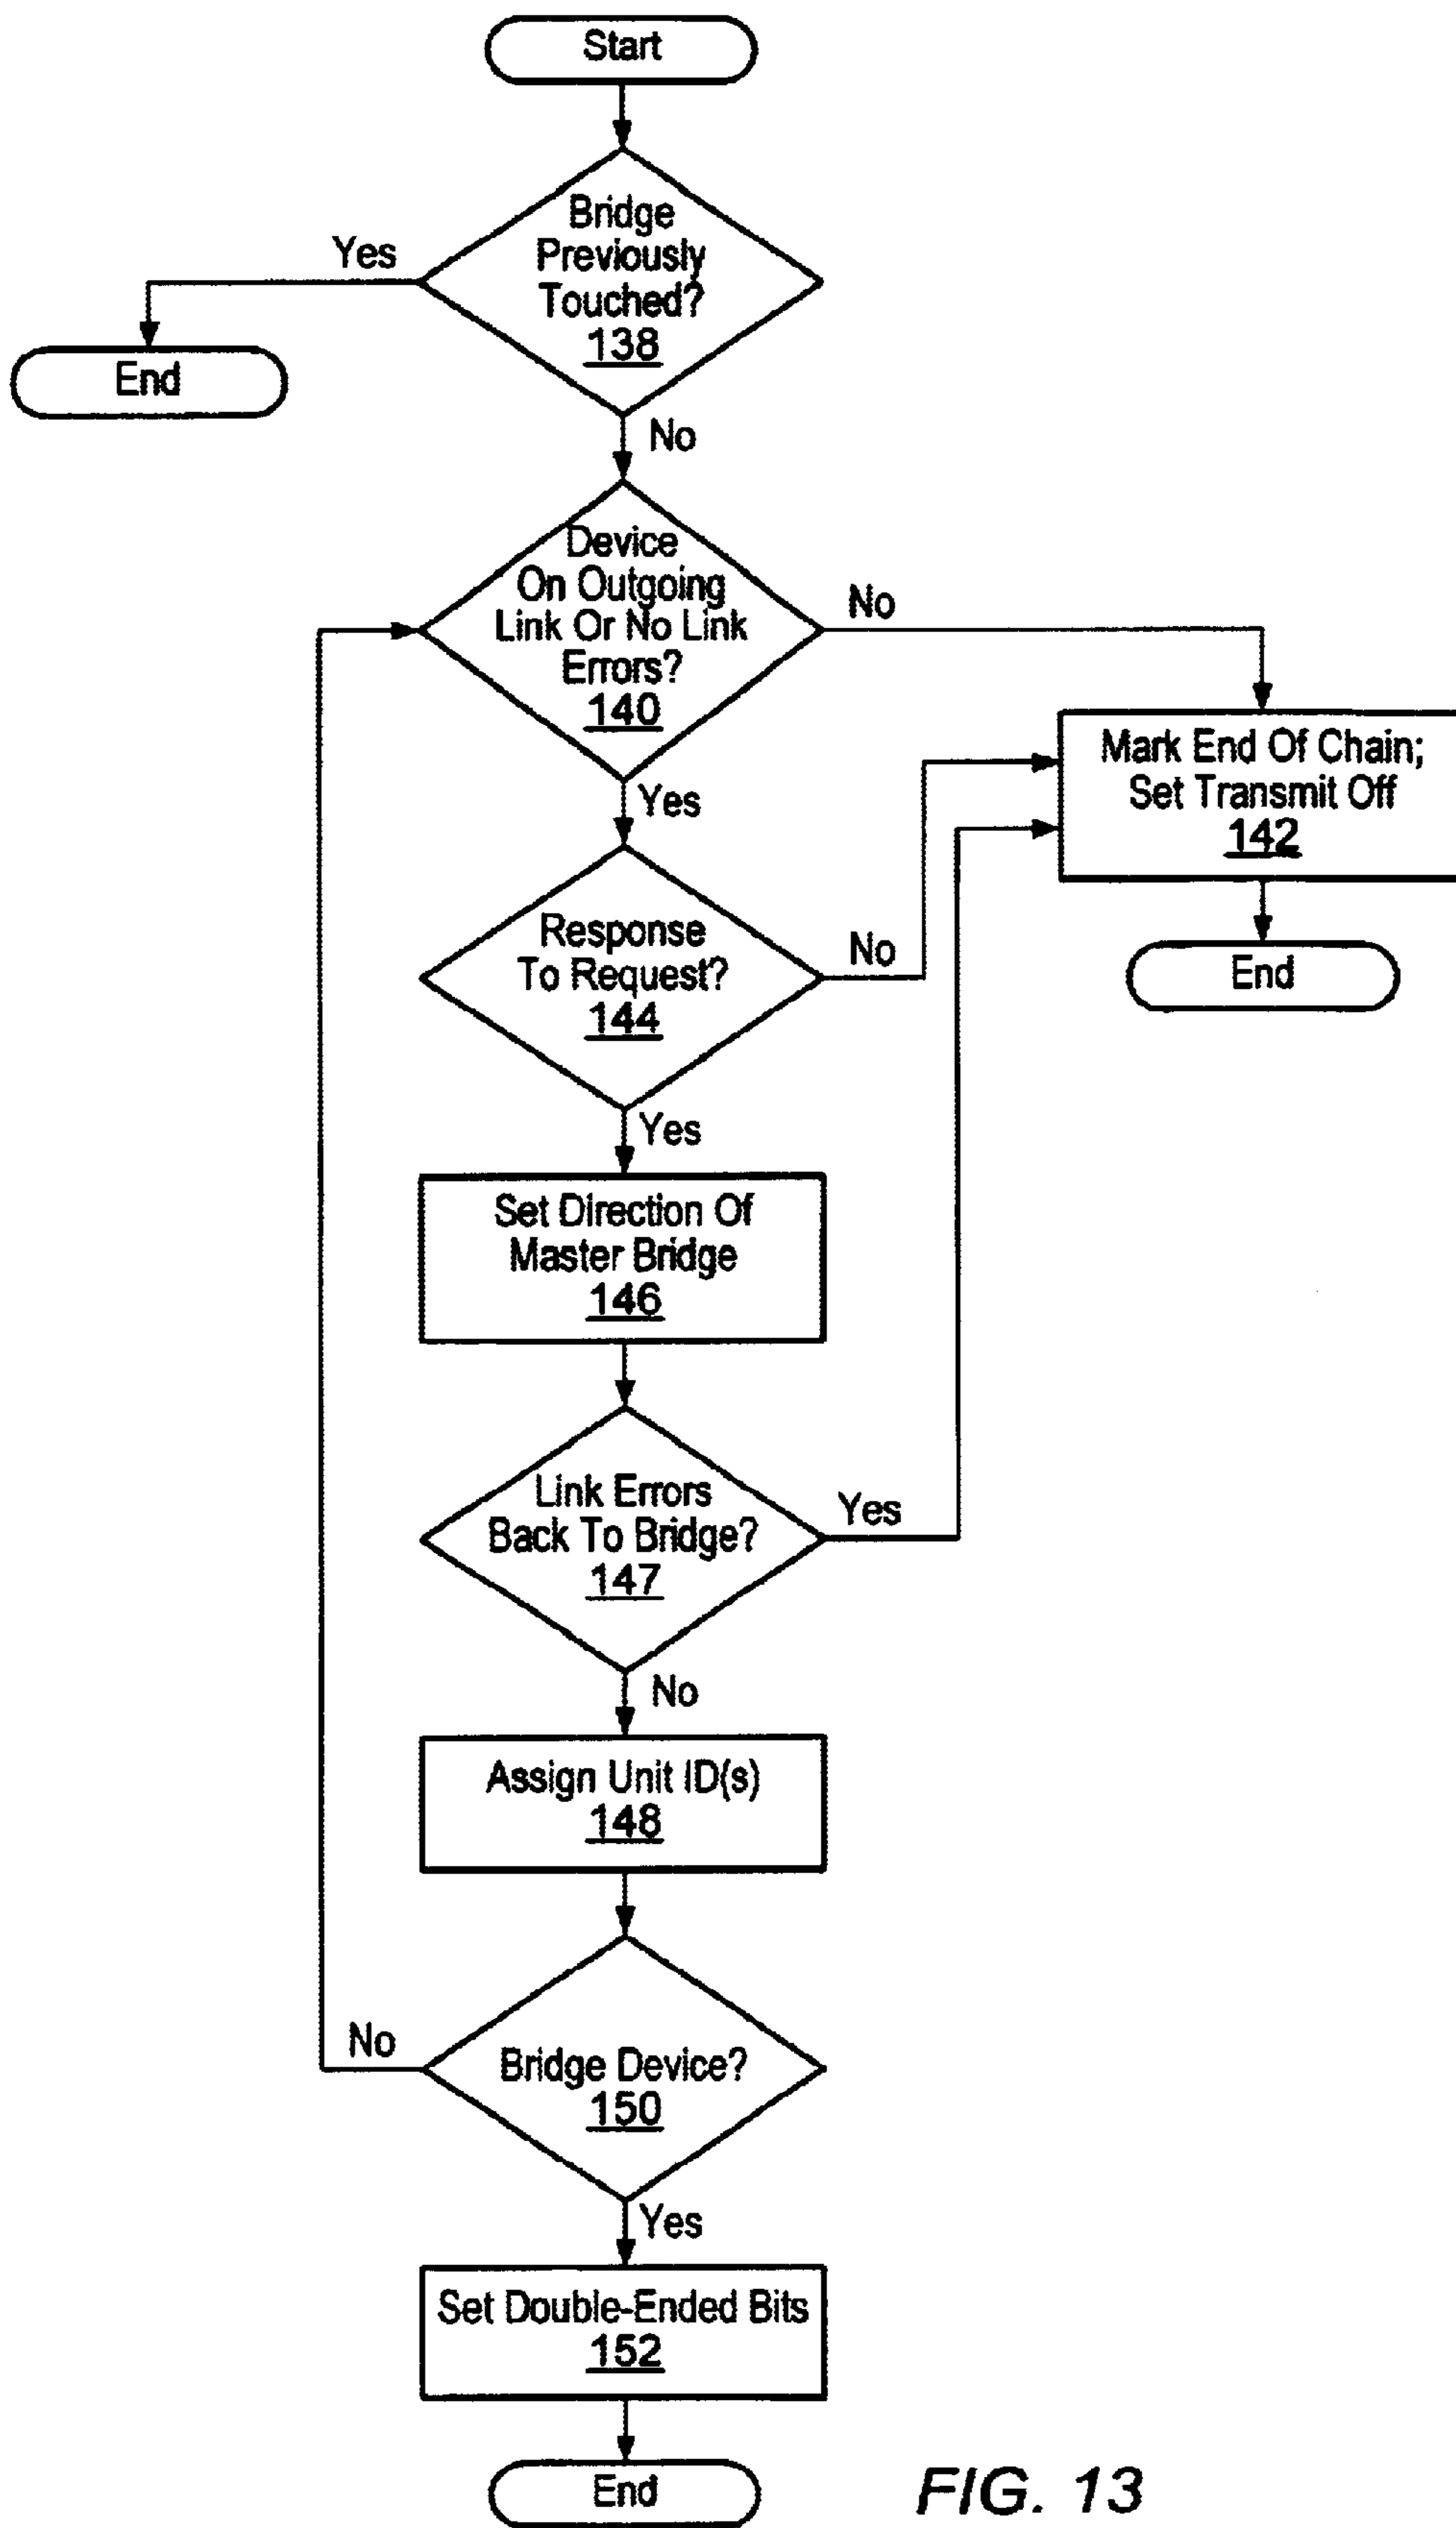 Start
Bridge
Previously
Touched?
138
Yes
End
No
Device
On Outgoing
Link Or No Link
Errors?
140
No
Yes
Mark End Of Chain;
Set Transmit Off
142
End
Response
To Request?
144
No
Yes
Set Direction Of
Master Bridge
146
Link Errors
Back To Bridge?
147
Yes
No
Assign Unit ID(s)
148
Bridge Device?
150
No
Yes
Set Double-Ended Bits
152
End
FIG. 13